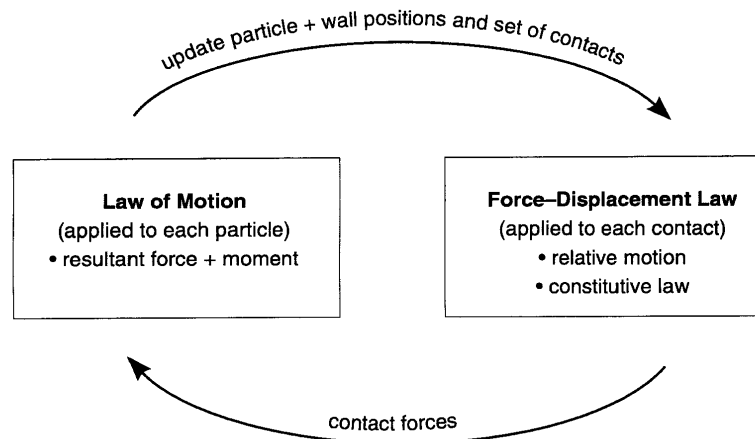 update particle + wall positions and set of contacts
Law of Motion
(applied to each particle)
• resultant force + moment
Force–Displacement Law
(applied to each contact)
• relative motion
• constitutive law
contact forces